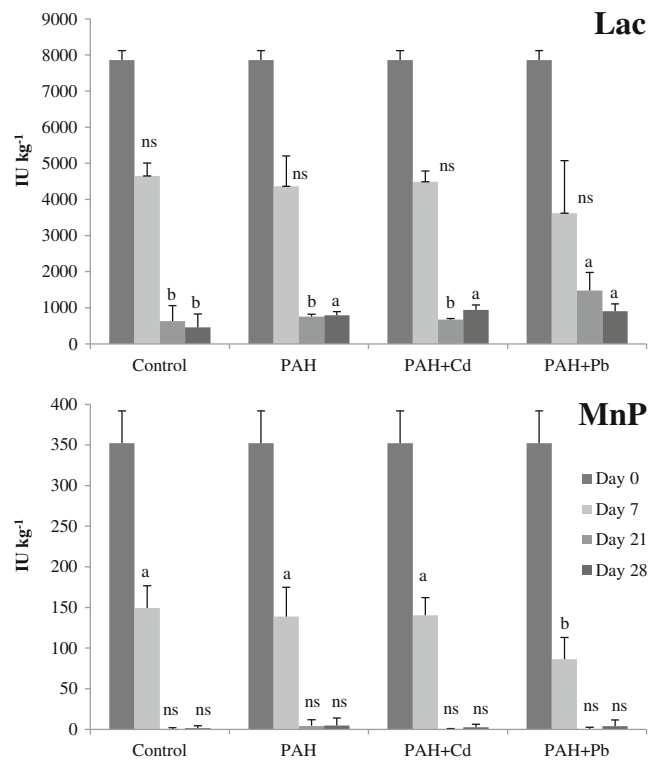 Lac
9000
8000
7000
6000
5000
4000
3000
2000
1000
0
IU kg⁻¹
ns ns ns ns
b b b a b a a a
Control PAH PAH+Cd PAH+Pb
MnP
400
350
300
250
200
150
100
50
0
IU kg⁻¹
Day 0
Day 7
Day 21
Day 28
a a a b
ns ns ns ns ns ns ns ns
Control PAH PAH+Cd PAH+Pb